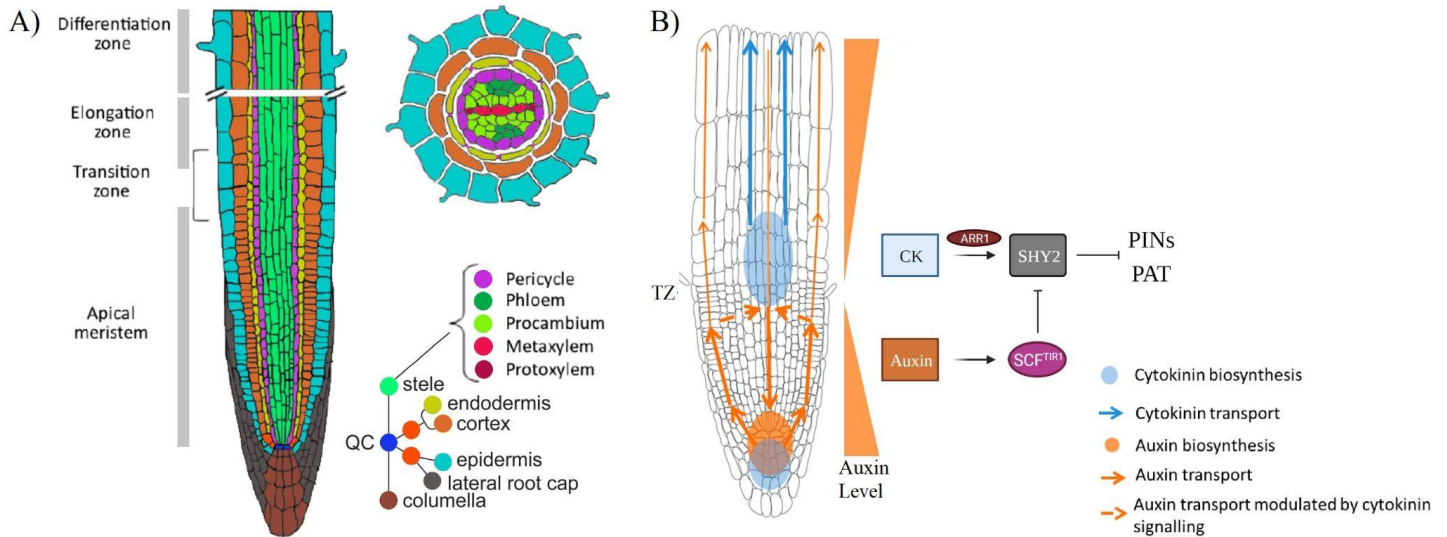 A)
Differentiation
zone
Elongation
zone
Transition
zone
Apical
meristem
Pericycle
Phloem
Procambium
Metaxylem
Protoxylem
stele
endodermis
cortex
QC
epidermis
lateral root cap
columella
B)
TZ
Auxin
Level
CK
ARR1
SHY2
PINs
PAT
Auxin
SCFTIR1
Cytokinin biosynthesis
Cytokinin transport
Auxin biosynthesis
Auxin transport
Auxin transport modulated by cytokinin
signalling